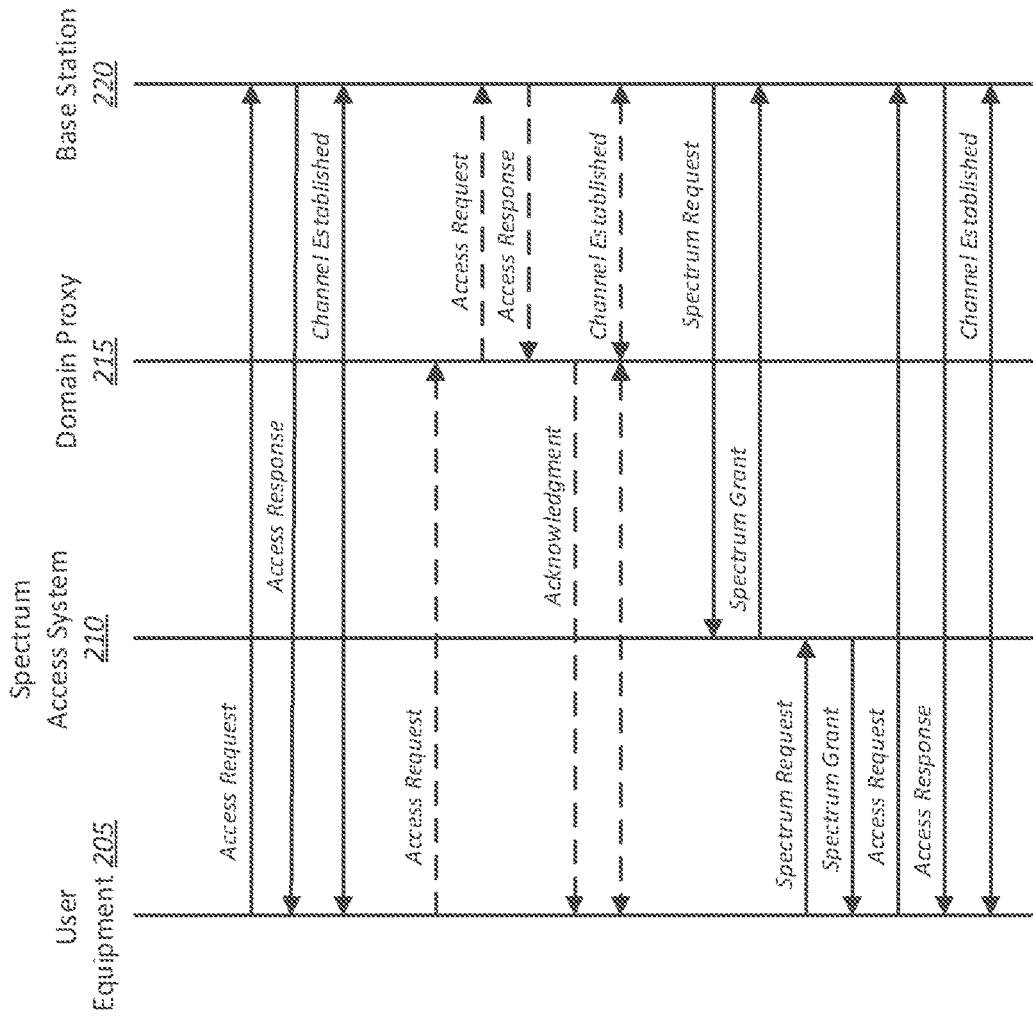 User
Equipment 205
Spectrum
Access System
210
Domain Proxy
215
Base Station
220
Access Request
Access Response
Channel Established
Access Request
Access Request
Access Response
Acknowledgment
Channel Established
Spectrum Request
Spectrum Grant
Spectrum Request
Spectrum Grant
Access Request
Access Response
Channel Established